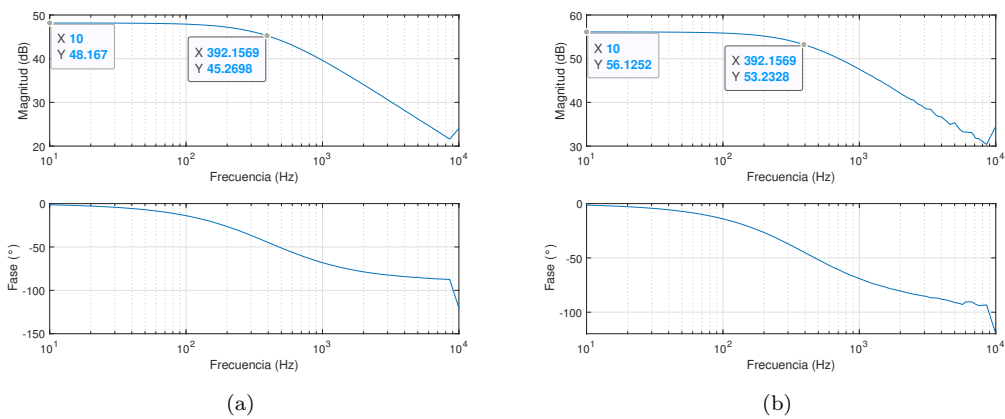 50
40
30
20
Magnitud (dB)
X 10
Y 48.167
X 392.1569
Y 45.2698
10^1
10^2
10^3
10^4
Frecuencia (Hz)
0
-50
-100
-150
Fase (°)
10^1
10^2
10^3
10^4
Frecuencia (Hz)
(a)
60
50
40
30
Magnitud (dB)
X 10
Y 56.1252
X 392.1569
Y 53.2328
10^1
10^2
10^3
10^4
Frecuencia (Hz)
0
-50
-100
Fase (°)
10^1
10^2
10^3
10^4
Frecuencia (Hz)
(b)